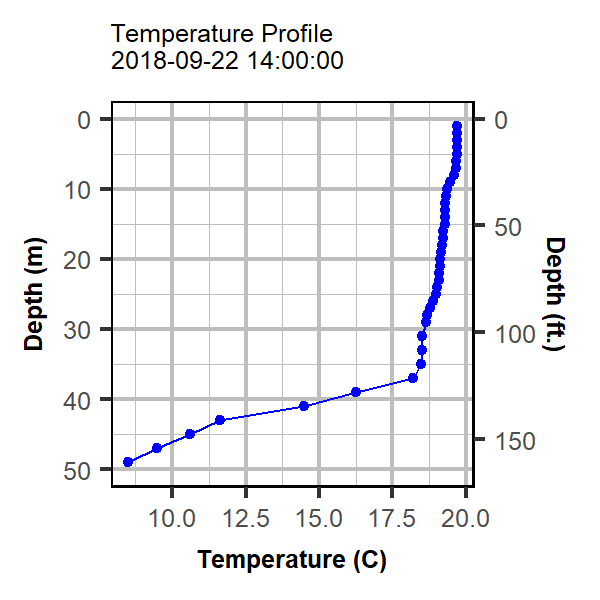 Temperature Profile
2018-09-22 14:00:00
0
10
20
30
40
50
Depth (m)
0
50
100
150
Depth (ft.)
10.0 12.5 15.0 17.5 20.0
Temperature (C)